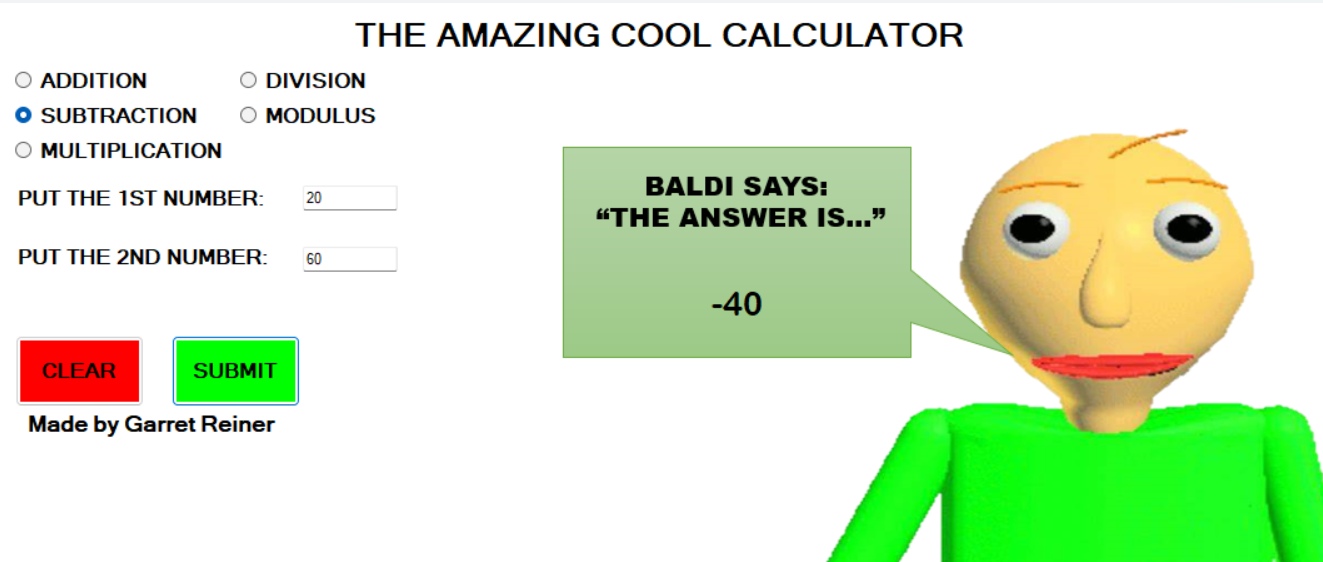 THE AMAZING COOL CALCULATOR
ADDITION
DIVISION
SUBTRACTION
MODULUS
MULTIPLICATION
PUT THE 1ST NUMBER:
20
PUT THE 2ND NUMBER:
60
CLEAR
SUBMIT
Made by Garret Reiner
BALDI SAYS:
“THE ANSWER IS...”
-40